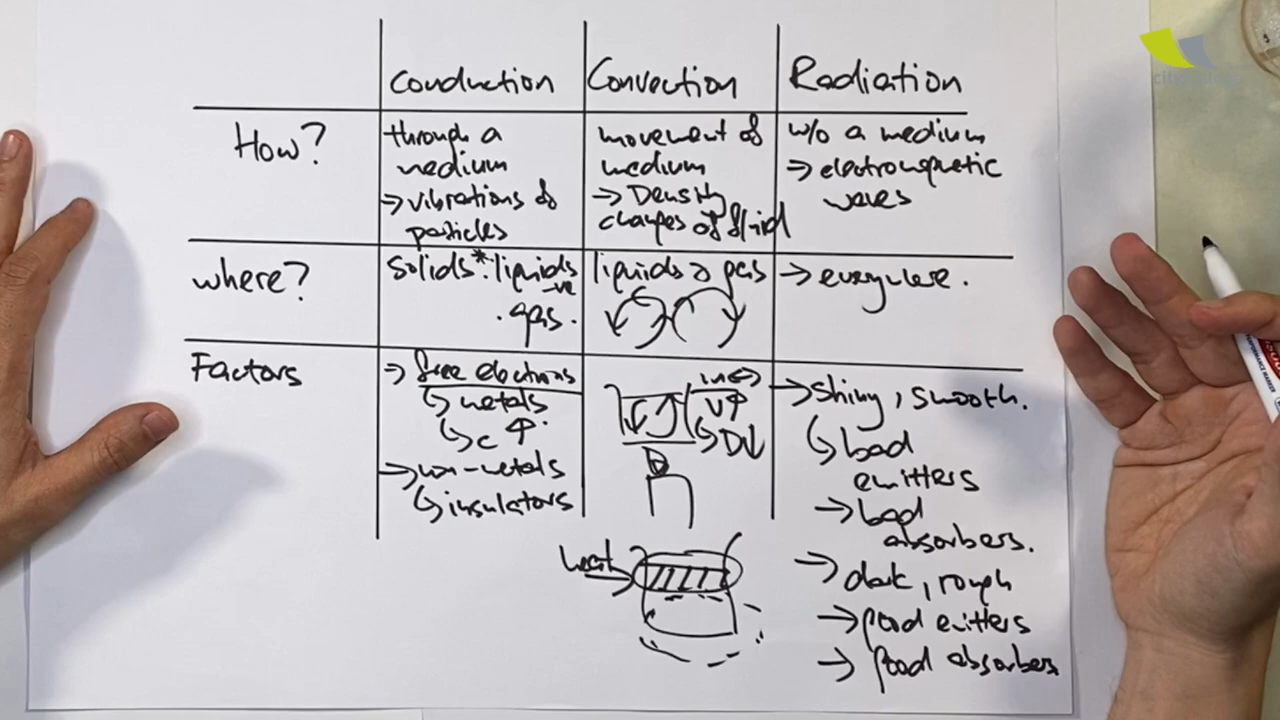 Conduction Convection Radiation
How?
through a
medium
→ vibrations of
particles
movement of
medium
→ Density
changes of fluid
w/o a medium
→ electromagnetic
waves
where?
Solids* : liquids
-ve
. gas .
liquids & gas
→ everywhere .
Factors
→ free electrons
↳ metals
↳ c ↑
→ non-metals
↳ insulators
V↑
↳ D↓
heat
→ Shiny, smooth.
↳ bad
emitters
→ bad
absorbers.
→ dark, rough
→ good emitters
→ good absorbers